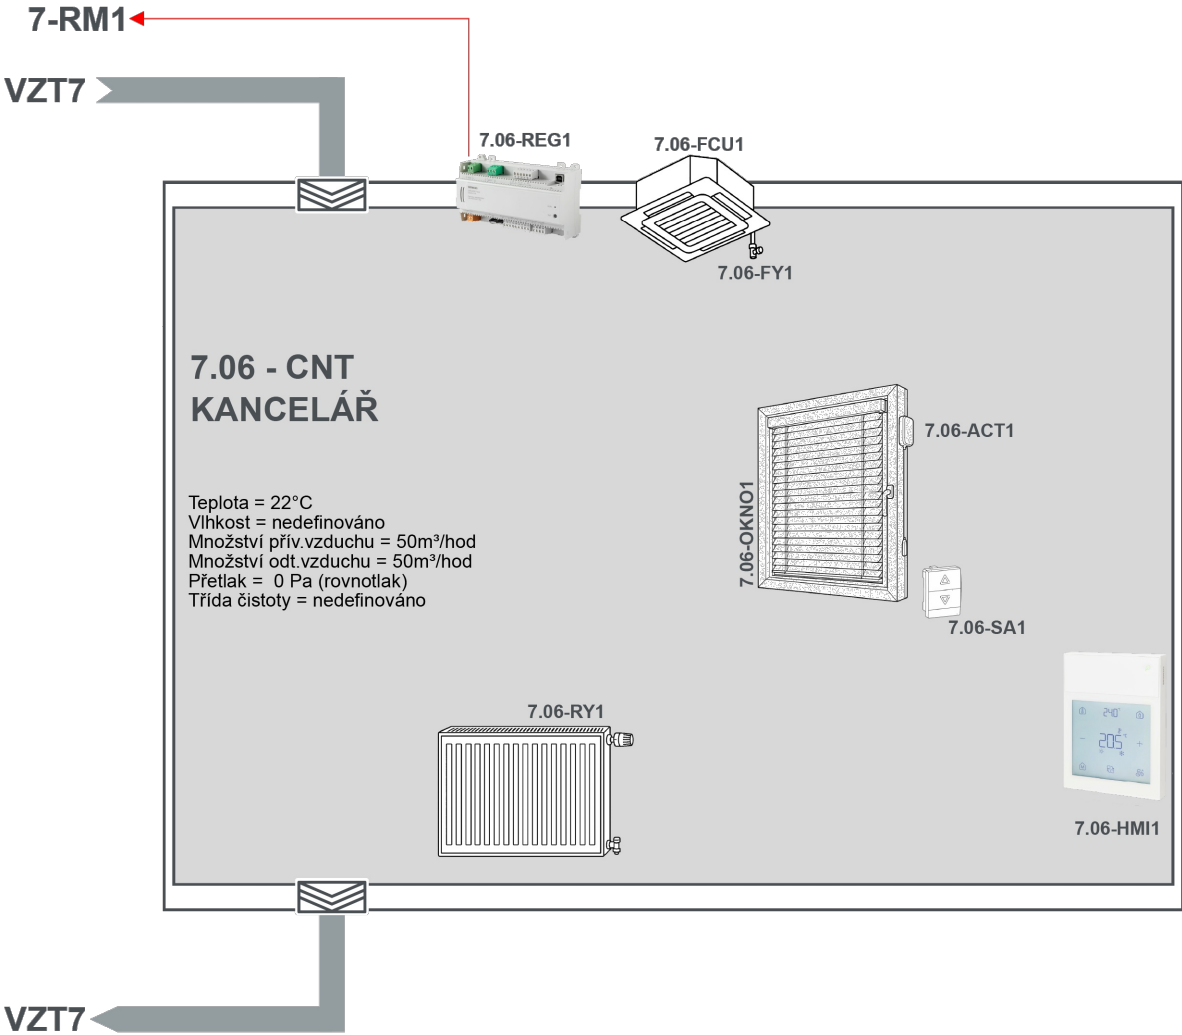 7-RM1
VZT7
7.06-REG1
7.06-FCU1
7.06-FY1
7.06 - CNT
KANCELÁŘ
7.06-ACT1
7.06-OKNO1
Teplota = 22°C
Vlhkost = nedefinováno
Množství přív.vzduchu = 50m³/hod
Množství odt.vzduchu = 50m³/hod
Přetlak = 0 Pa (rovnotlak)
Třída čistoty = nedefinováno
7.06-SA1
7.06-RY1
7.06-HMI1
VZT7